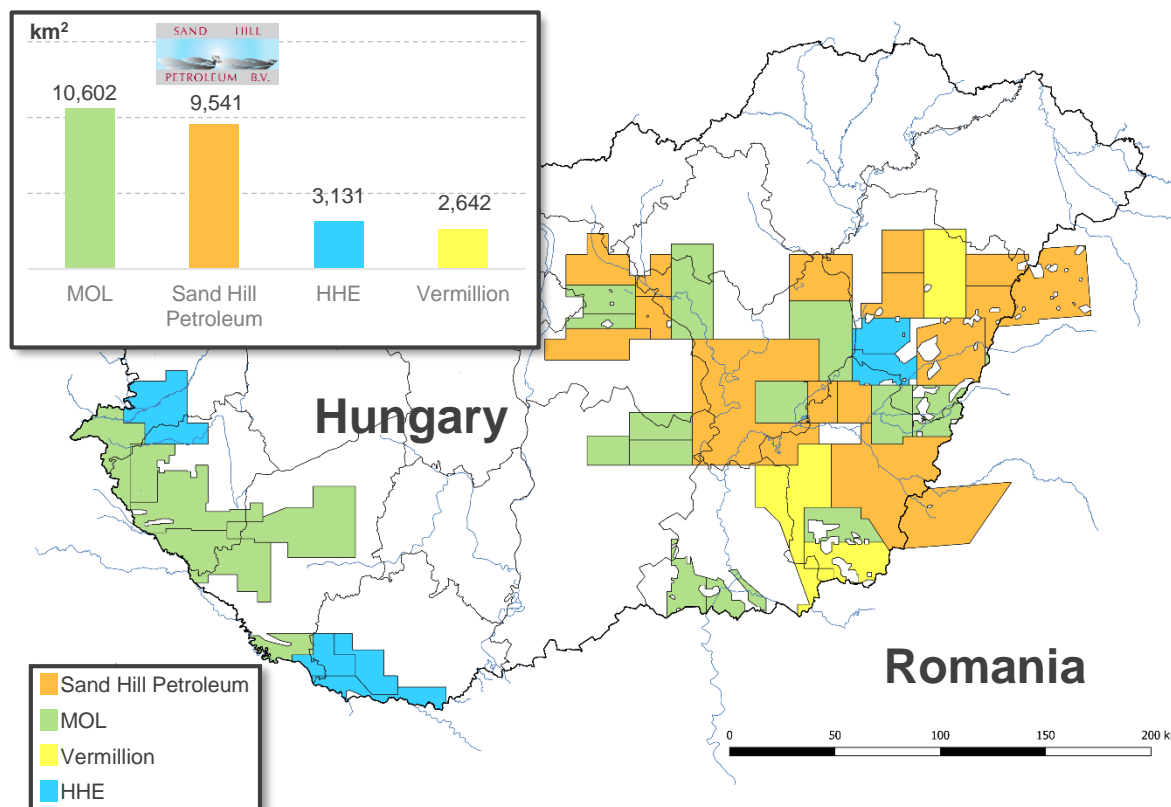 km²
SAND HILL
PETROLEUM B.V.
10,602
9,541
3,131
2,642
MOL
Sand Hill
Petroleum
HHE
Vermillion
Hungary
Romania
Sand Hill Petroleum
MOL
Vermillion
HHE
0 50 100 150 200 k